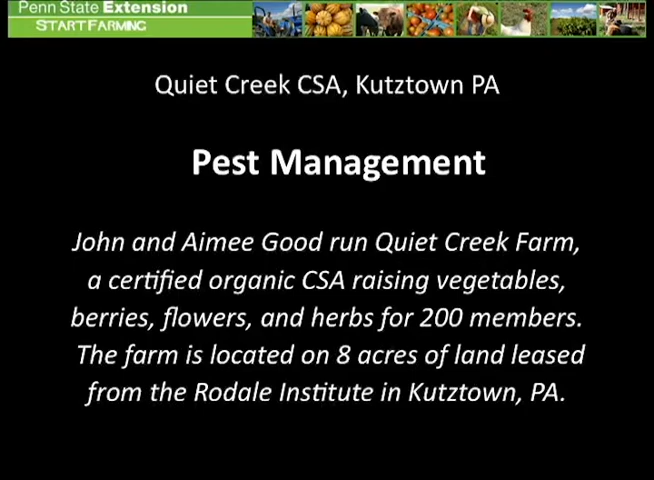 Penn State Extension
START FARMING
Quiet Creek CSA, Kutztown PA
Pest Management
John and Aimee Good run Quiet Creek Farm,
a certified organic CSA raising vegetables,
berries, flowers, and herbs for 200 members.
The farm is located on 8 acres of land leased
from the Rodale Institute in Kutztown, PA.